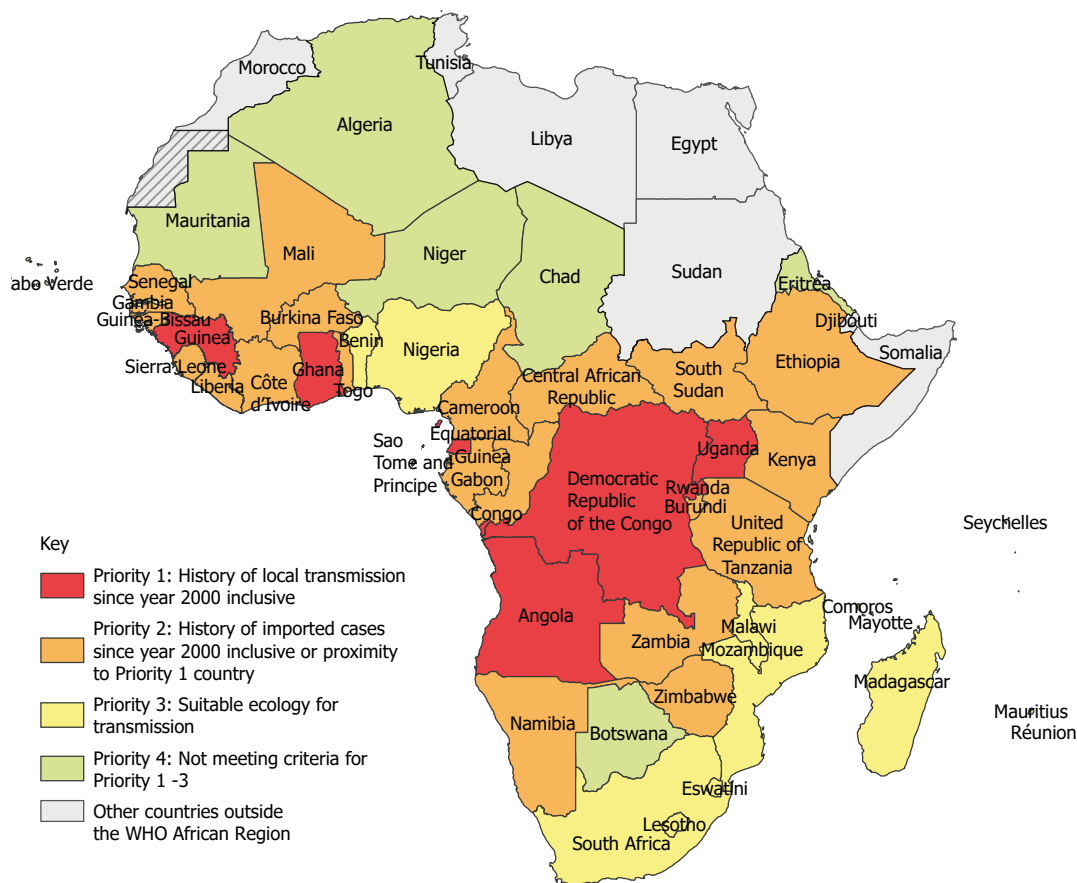 Morocco
Tunisia
Algeria
Libya
Egypt
Mauritania
Mali
Niger
Chad
Sudan
Eritrea
abo Verde
Senegal
Gambia
Guinea-Bissau
Guinea
Burkina Faso
Benin
Nigeria
Djibouti
Somalia
Ethiopia
Sierra Leone
Liberia
Côte
d'Ivoire
Ghana
Togo
Central African
Republic
South
Sudan
Cameroon
Equatorial
Guinea
Sao
Tome and
Principe
Gabon
Congo
Democratic
Republic
of the Congo
Uganda
Kenya
Rwanda
Burundi
United
Republic of
Tanzania
Seychelles
Angola
Zambia
Malawi
Mozambique
Comoros
Mayotte
Madagascar
Mauritius
Réunion
Zimbabwe
Namibia
Botswana
Eswatini
Lesotho
South Africa
Key
Priority 1: History of local transmission
since year 2000 inclusive
Priority 2: History of imported cases
since year 2000 inclusive or proximity
to Priority 1 country
Priority 3: Suitable ecology for
transmission
Priority 4: Not meeting criteria for
Priority 1 -3
Other countries outside
the WHO African Region